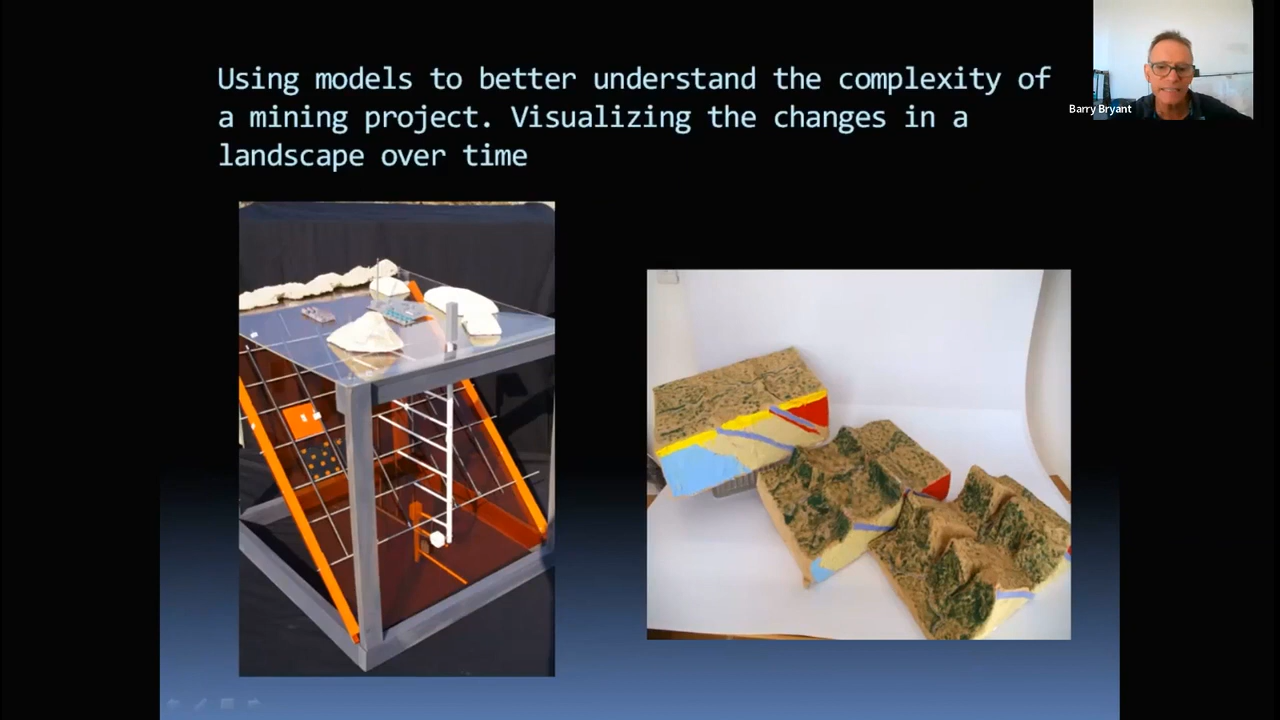 Using models to better understand the complexity of
a mining project. Visualizing the changes in a
landscape over time
Barry Bryant